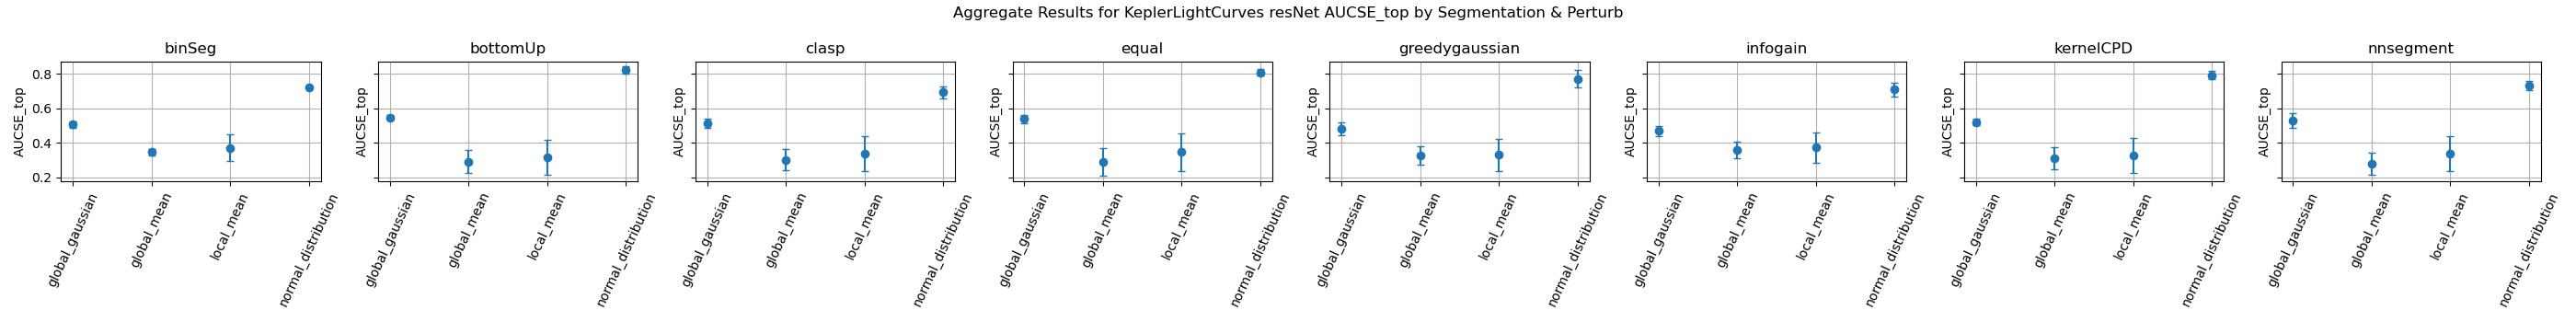 Aggregate Results for KeplerLightCurves resNet AUCSE_top by Segmentation & Perturb
binSeg
bottomUp
clasp
equal
greedygaussian
infogain
kernelCPD
nnsegment
0.8
0.6
0.4
0.2
AUCSE_top
AUCSE_top
AUCSE_top
AUCSE_top
AUCSE_top
AUCSE_top
AUCSE_top
AUCSE_top
global_gaussian
global_mean
local_mean
normal_distribution
global_gaussian
global_mean
local_mean
normal_distribution
global_gaussian
global_mean
local_mean
normal_distribution
global_gaussian
global_mean
local_mean
normal_distribution
global_gaussian
global_mean
local_mean
normal_distribution
global_gaussian
global_mean
local_mean
normal_distribution
global_gaussian
global_mean
local_mean
normal_distribution
global_gaussian
global_mean
local_mean
normal_distribution